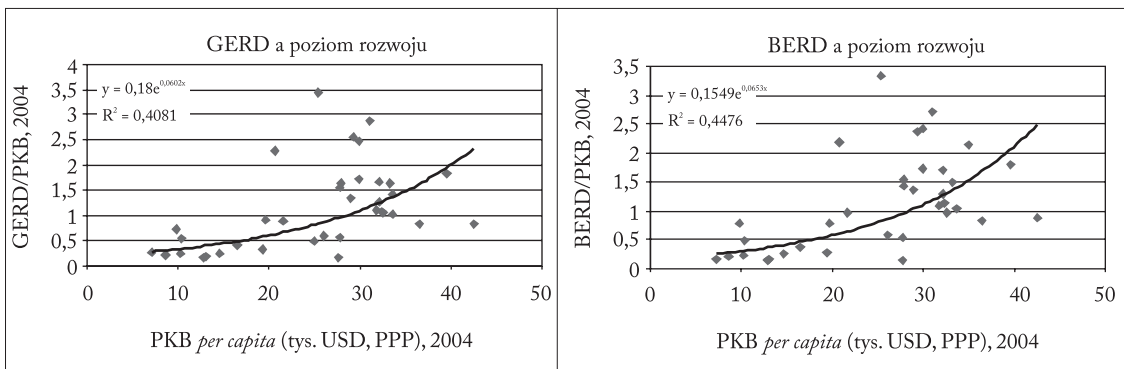 GERD a poziom rozwoju
GERD/PKB, 2004
4
3,5
3
2,5
2
1,5
1
0,5
0
y = 0,18e^0,0602x
R² = 0,4081
0 10 20 30 40 50
PKB per capita (tys. USD, PPP), 2004
BERD a poziom rozwoju
BERD/PKB, 2004
3,5
3
2,5
2
1,5
1
0,5
0
y = 0,1549e^0,0653x
R² = 0,4476
0 10 20 30 40 50
PKB per capita (tys. USD, PPP), 2004